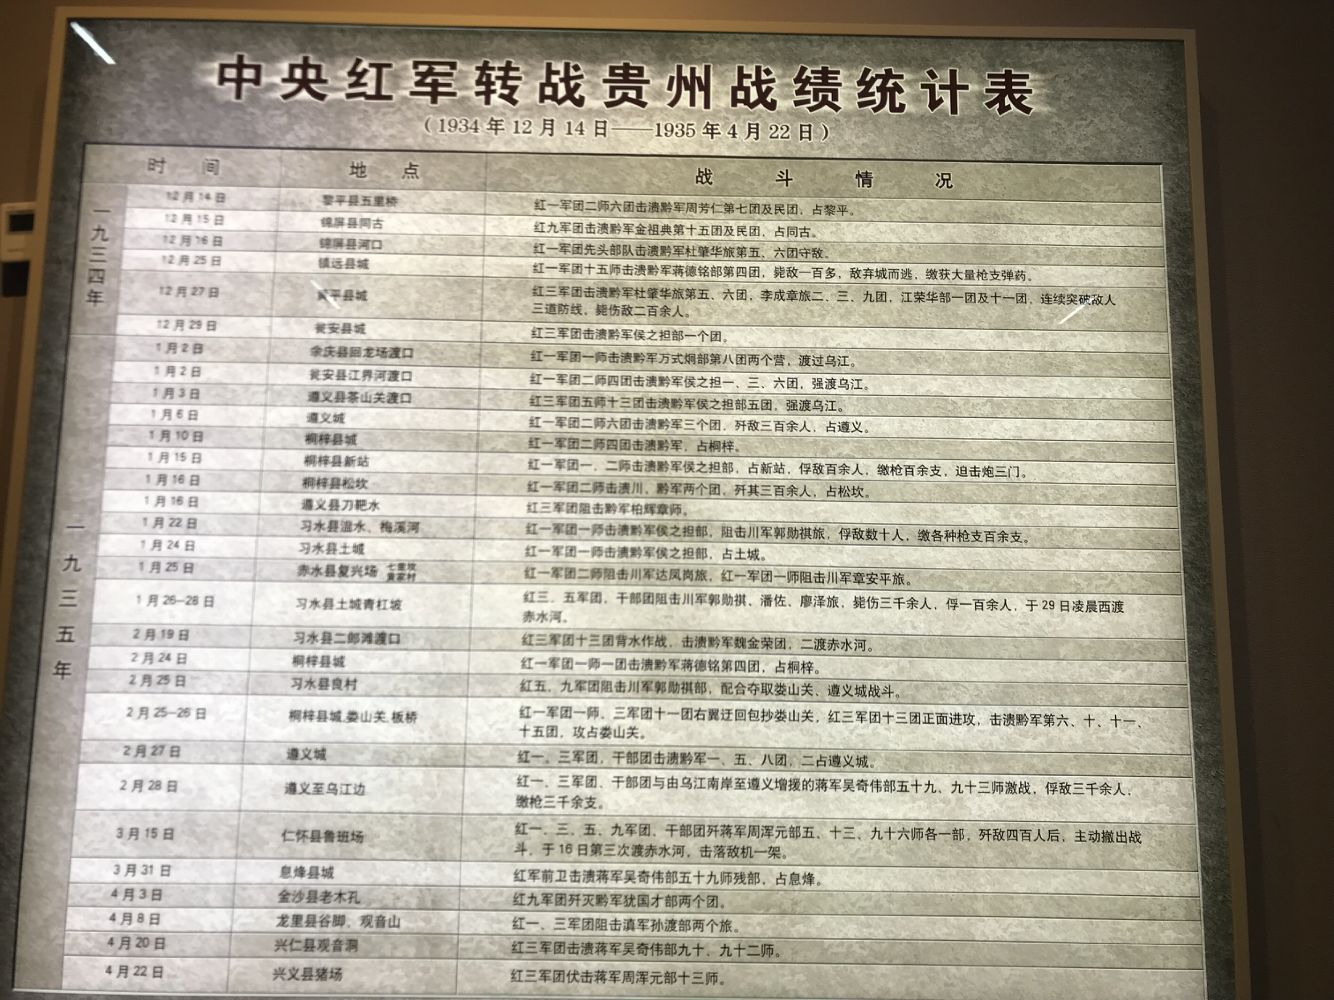 中央红军转战贵州战绩统计表
（1934年12月14日——1935年4月22日）
时 间 地 点 战 斗 情 况
一九三四年
12月14日 黎平县五里桥 红一军团二师六团击溃黔军周芳仁第七团及民团，占黎平。
12月15日 锦屏县同古 红九军团击溃黔军金祖典第十五团及民团，占同古。
12月16日 锦屏县河口 红一军团先头部队击溃黔军杜肇华旅第五、六团守敌。
12月25日 镇远县城 红一军团十五师击溃黔军蒋德铭部第四团，毙敌一百多，敌弃城而逃，缴获大量枪支弹药。
12月27日 黄平县城 红三军团击溃黔军杜肇华旅第五、六团，李成章旅二、三、九团，江荣华部一团及十一团，连续突破敌人
三道防线，毙伤敌二百余人。
12月29日 瓮安县城 红三军团击溃黔军侯之担部一个团。
一九三五年
1月2日 余庆县回龙场渡口 红一军团一师击溃黔军万式炯部第八团两个营，渡过乌江。
1月2日 瓮安县江界河渡口 红一军团二师四团击溃黔军侯之担一、三、六团，强渡乌江。
1月3日 遵义县茶山关渡口 红三军团五师十三团击溃黔军侯之担部五团，强渡乌江。
1月6日 遵义城 红一军团二师六团击溃黔军三个团，歼敌三百余人，占遵义。
1月10日 桐梓县城 红一军团二师四团击溃黔军，占桐梓。
1月15日 桐梓县新站 红一军团一、二师击溃黔军侯之担部，占新站，俘敌百余人，缴枪百余支，迫击炮三门。
1月16日 桐梓县松坎 红一军团二师击溃川、黔军两个团，歼其三百余人，占松坎。
1月16日 遵义县刀靶水 红三军团阻击黔军柏辉章师。
1月22日 习水县温水、梅溪河 红一军团一师击溃黔军侯之担部，阻击川军郭勋祺旅，俘敌数十人，缴各种枪支百余支。
1月24日 习水县土城 红一军团一师击溃黔军侯之担部，占土城。
1月25日 赤水县复兴场 黄家村 红一军团二师阻击川军达凤岗旅，红一军团一师阻击川军章安平旅。
1月26—28日 习水县土城青杠坡 红三、五军团，干部团阻击川军郭勋祺、潘佐、廖泽旅，毙伤三千余人，俘一百余人，于29日凌晨西渡
赤水河。
2月19日 习水县二郎滩渡口 红三军团十三团背水作战，击溃黔军魏金荣团，二渡赤水河。
2月24日 桐梓县城 红一军团一师一团击溃黔军蒋德铭第四团，占桐梓。
2月25日 习水县良村 红五、九军团阻击川军郭勋祺部，配合夺取娄山关、遵义城战斗。
2月25—26日 桐梓县城、娄山关、板桥 红一军团一师，三军团十一团右翼迂回包抄娄山关，红三军团十三团正面进攻，击溃黔军第六、十、十一、
十五团，攻占娄山关。
2月27日 遵义城 红一、三军团，干部团击溃黔军一、五、八团，二占遵义城。
2月28日 遵义至乌江边 红一、三军团、干部团与由乌江南岸至遵义增援的蒋军吴奇伟部五十九、九十三师激战，俘敌三千余人，
缴枪三千余支。
3月15日 仁怀县鲁班场 红一、三、五、九军团、干部团歼蒋军周浑元部五、十三、九十六师各一部，歼敌四百人后，主动撤出战
斗，于16日第三次渡赤水河，击落敌机一架。
3月31日 息烽县城 红军前卫击溃蒋军吴奇伟部五十九师残部，占息烽。
4月3日 金沙县老木孔 红九军团歼灭黔军犹国才部两个团。
4月8日 龙里县谷脚、观音山 红一、三军团阻击滇军孙渡部两个旅。
4月20日 兴仁县观音洞 红三军团击溃蒋军吴奇伟部九十、九十二师。
4月22日 兴义县猪场 红三军团伏击蒋军周浑元部十三师。